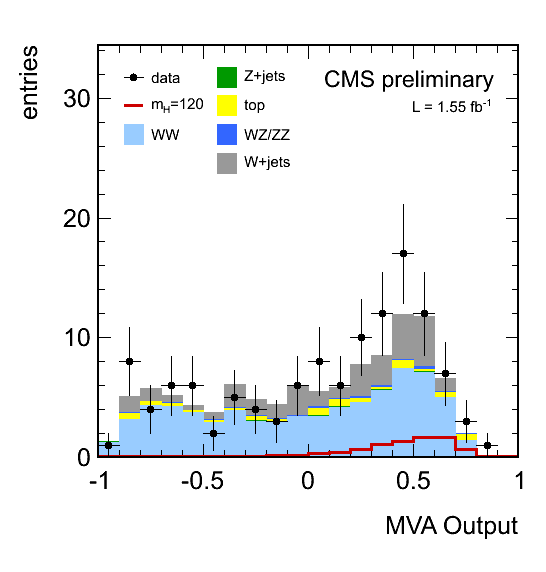 entries
CMS preliminary
L = 1.55 fb⁻¹
data
m_H=120
WW
Z+jets
top
WZ/ZZ
W+jets
30
20
10
0
-1 -0.5 0 0.5 1
MVA Output